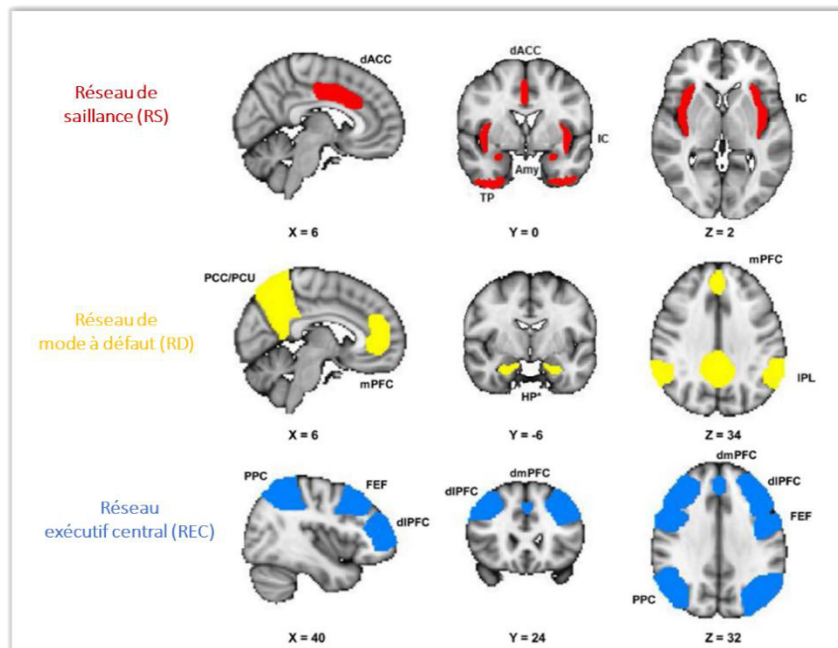 Réseau de
saillance (RS)
dACC
dACC
IC
Amy
TP
IC
X = 6
Y = 0
Z = 2
Réseau de
mode à défaut (RD)
PCC/PCU
mPFC
HP*
mPFC
IPL
X = 6
Y = -6
Z = 34
Réseau
exécutif central (REC)
PPC
FEF
dlPFC
dlPFC
dmPFC
dmPFC
dlPFC
FEF
PPC
X = 40
Y = 24
Z = 32